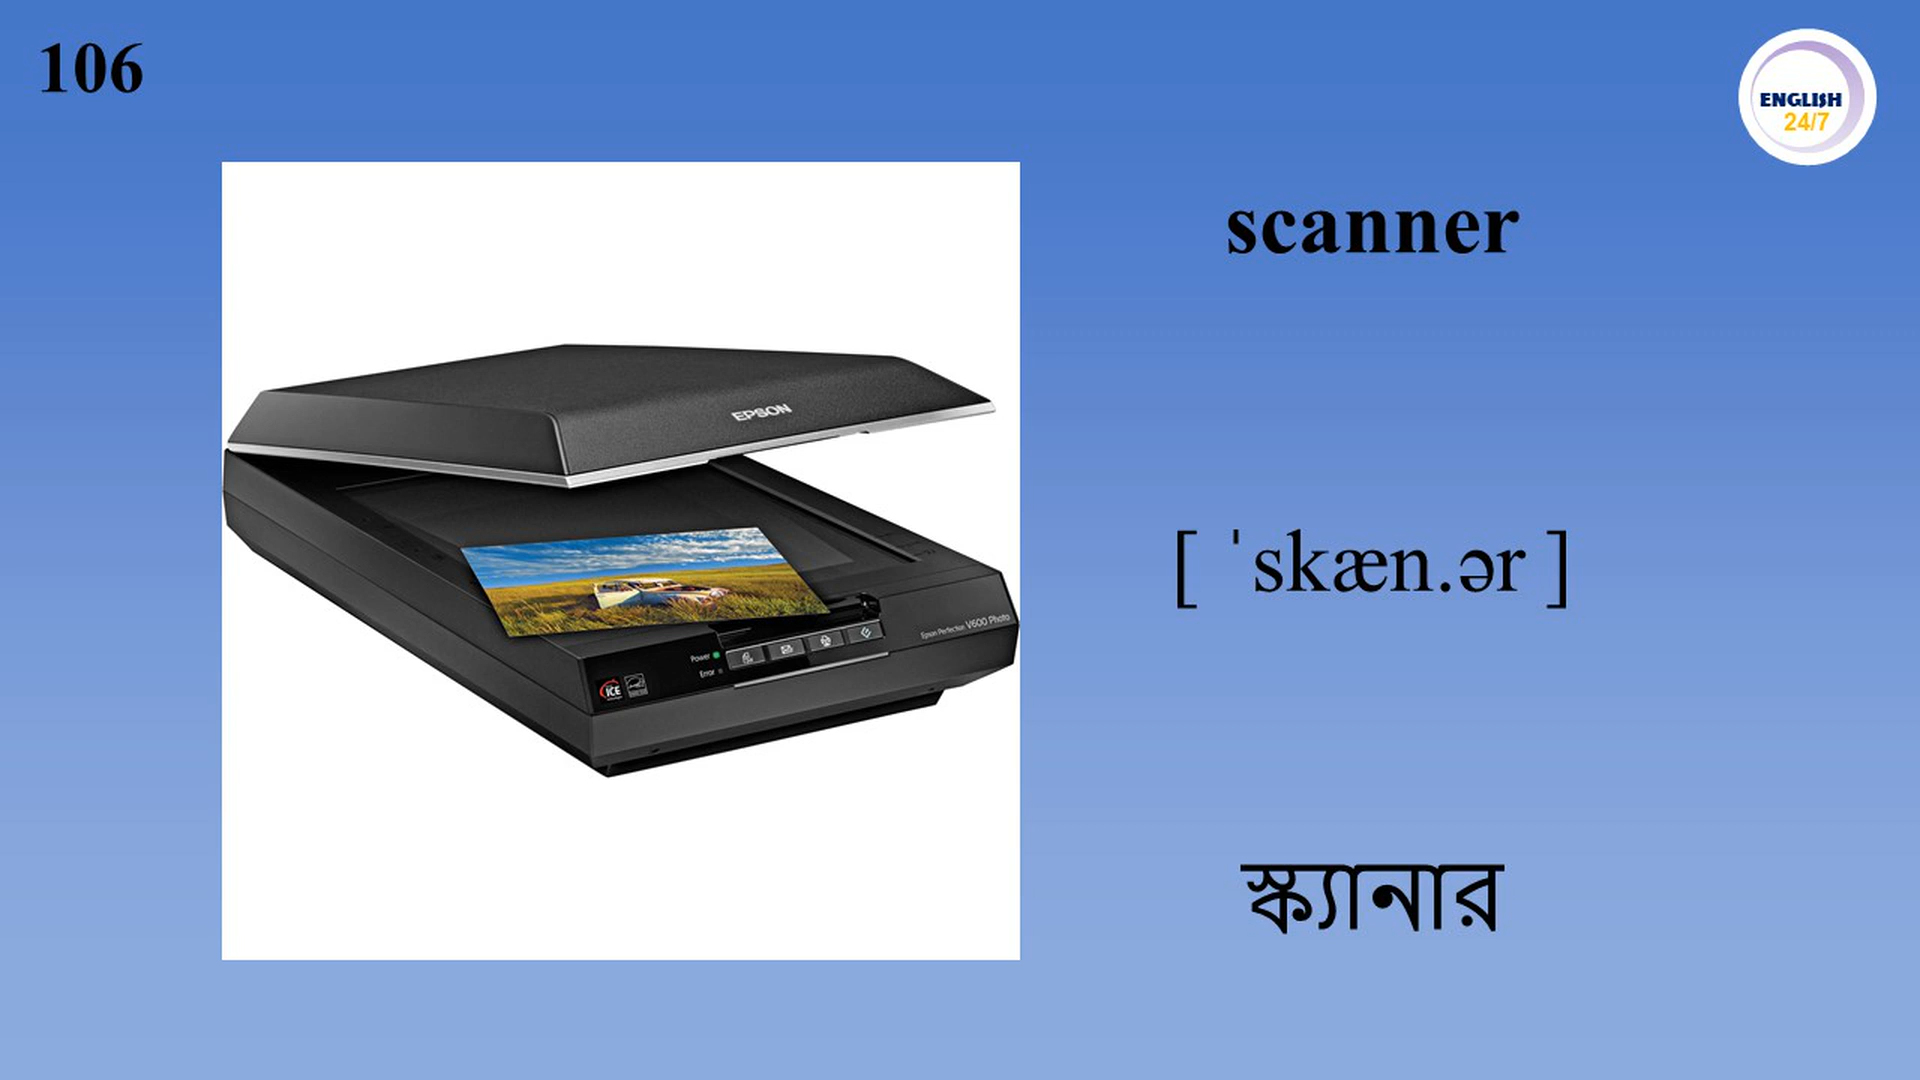 106
ENGLISH
24/7
scanner
EPSON
[ ˈskæn.ər ]
Epson Perfection V600 Photo
Power
Error
ICE
স্ক্যানার